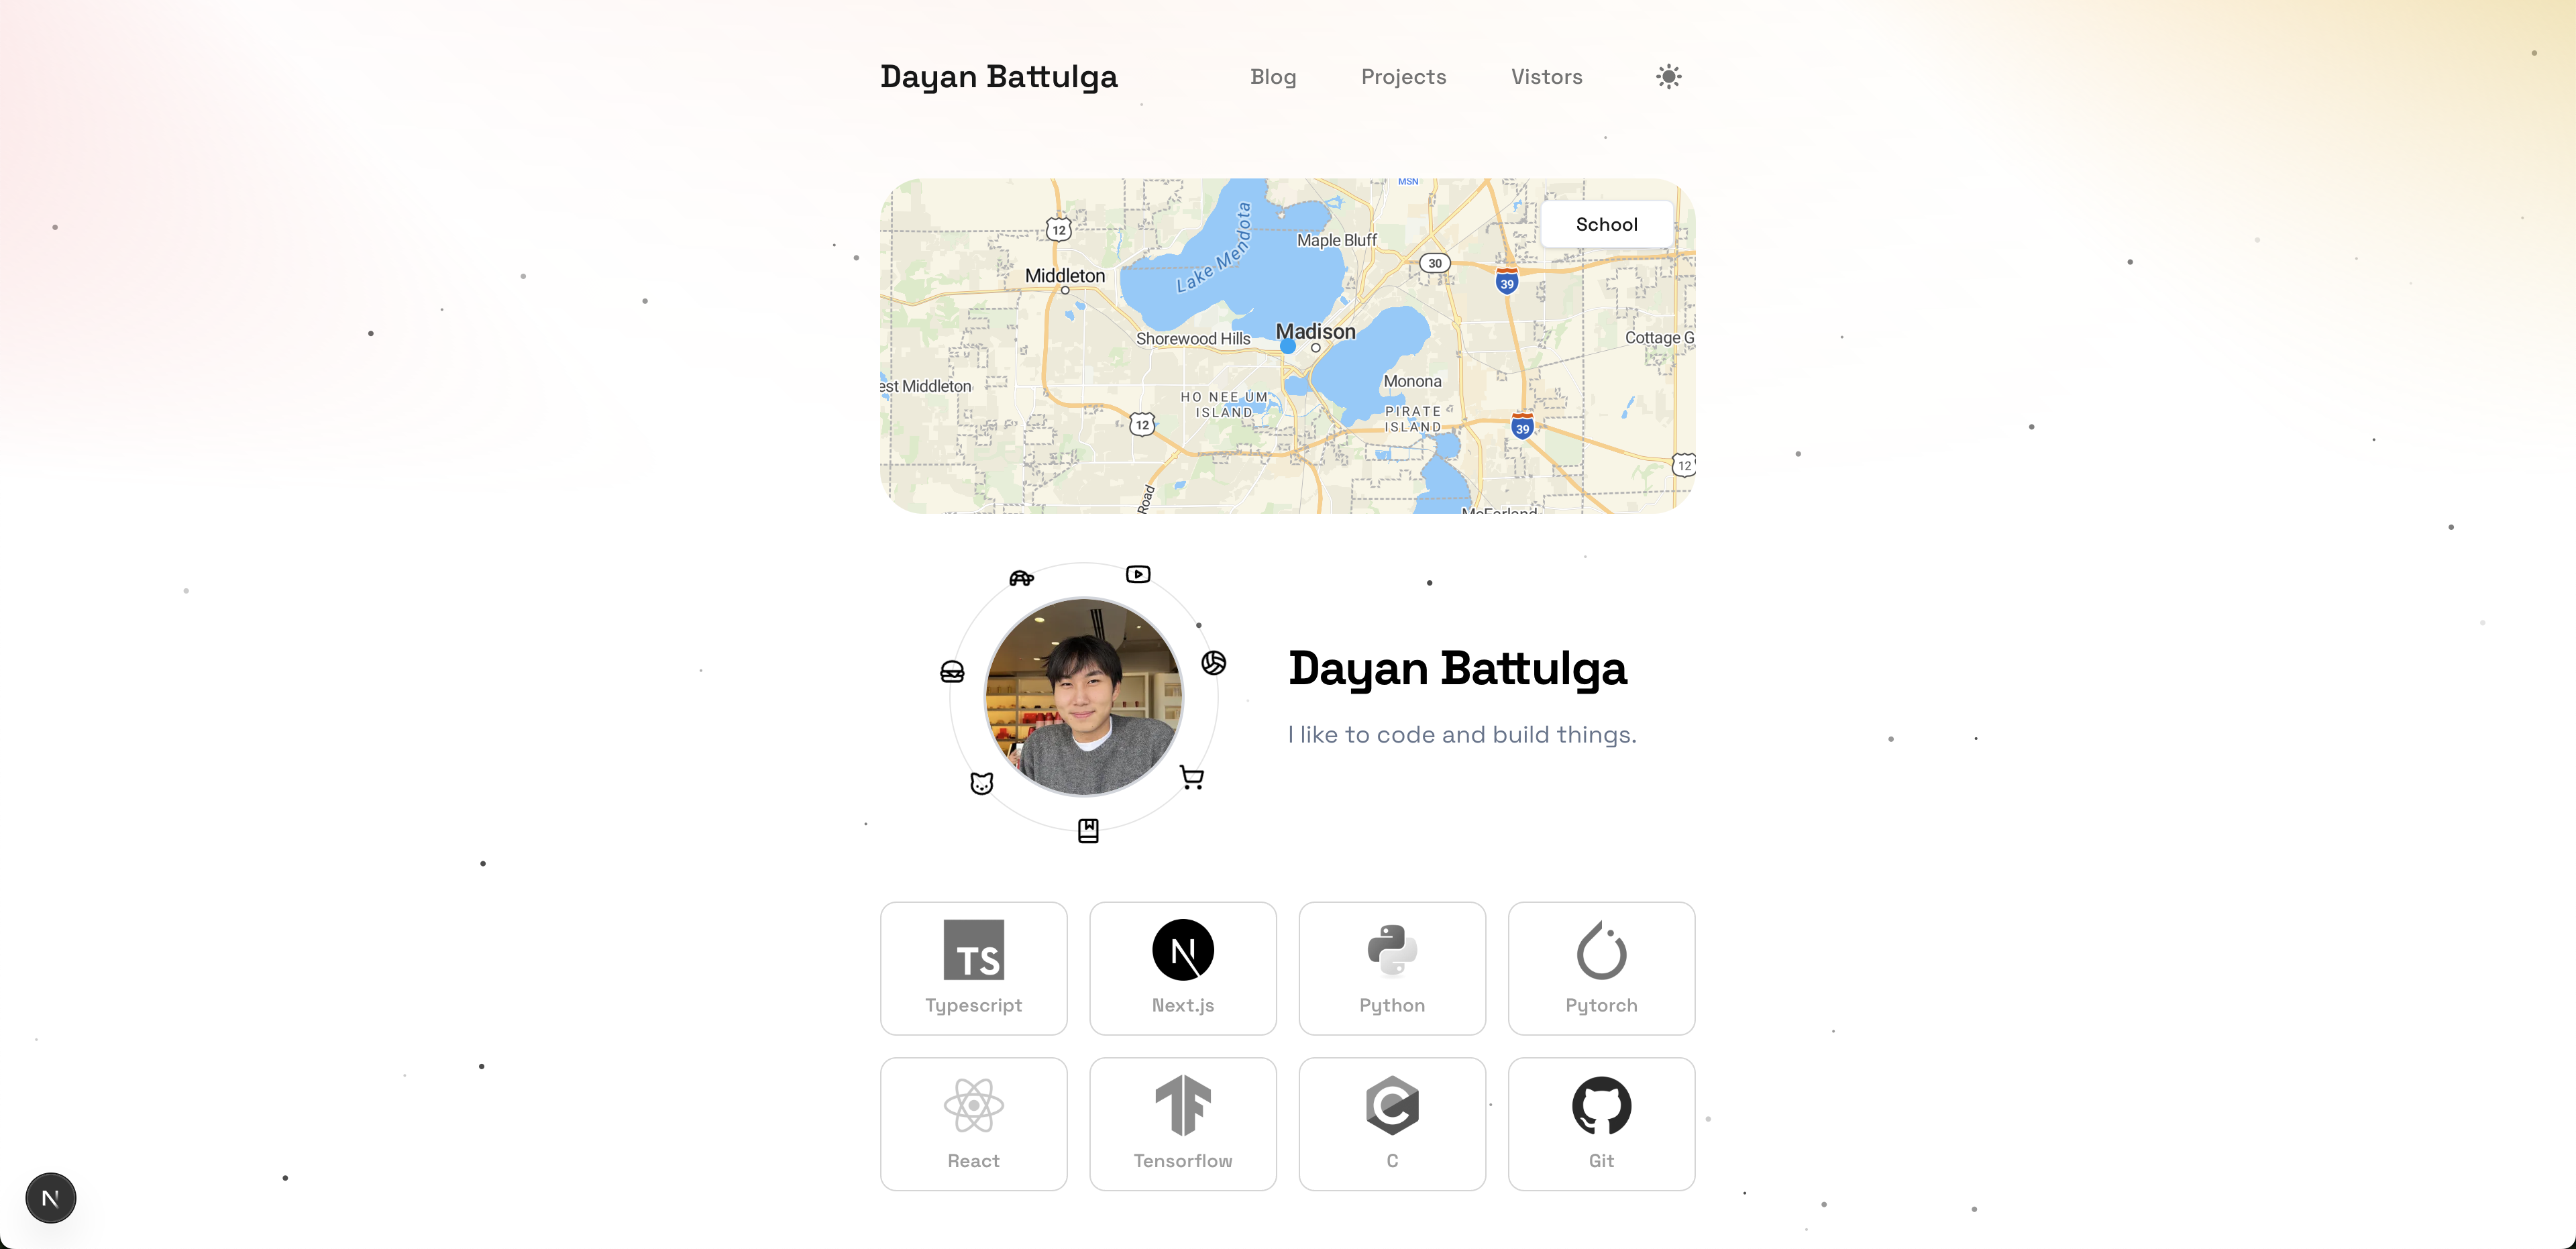 Dayan Battulga
Blog
Projects
Vistors
MSN
School
12
Lake Mendota
Maple Bluff
30
39
Middleton
Madison
Shorewood Hills
Cottage G
est Middleton
Monona
HO NEE UM
ISLAND
PIRATE
ISLAND
12
39
12
Road
McFarland
Dayan Battulga
I like to code and build things.
TS
N
Typescript
Next.js
Python
Pytorch
C
React
Tensorflow
C
Git
N